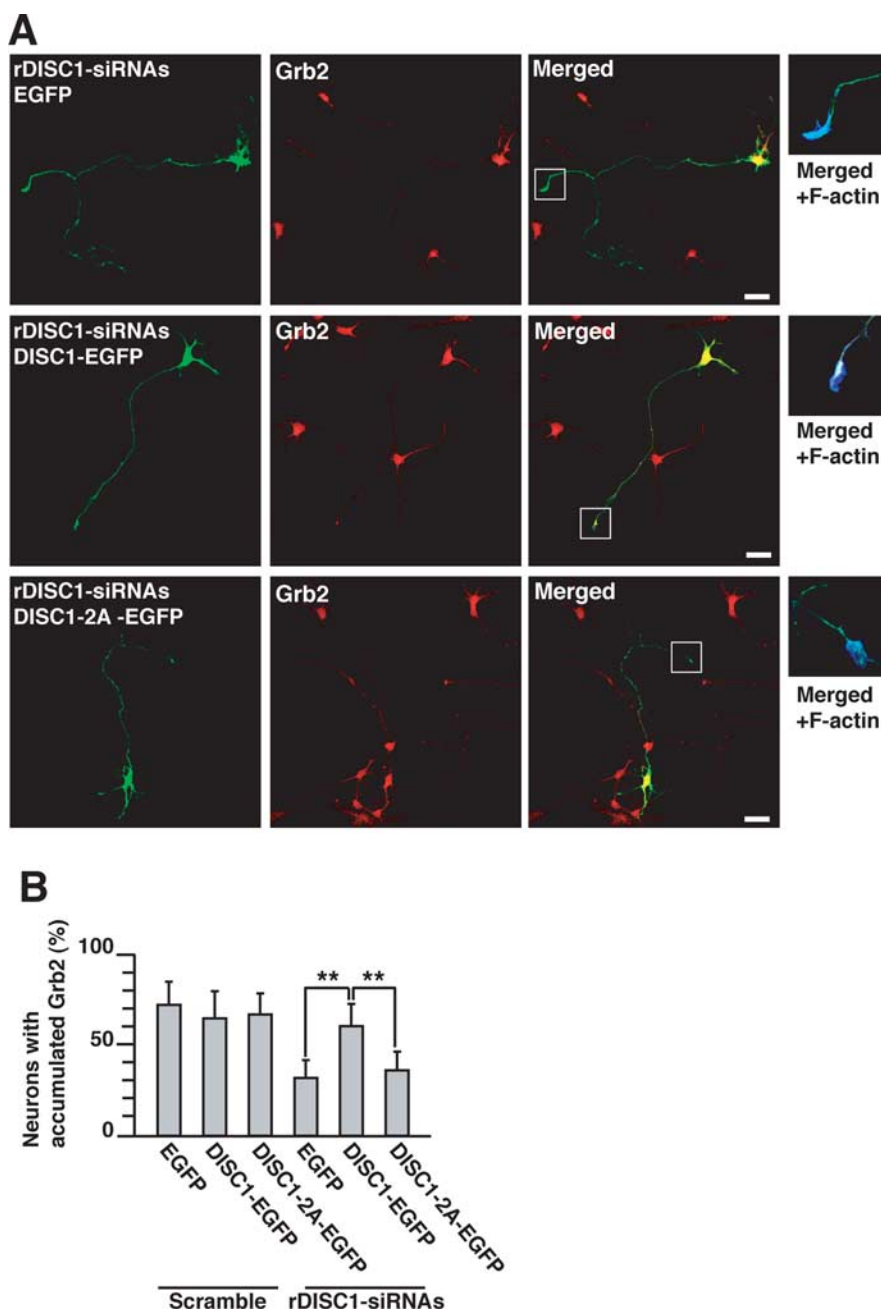 A
rDISC1-siRNAs
EGFP
Grb2
Merged
Merged
+F-actin
rDISC1-siRNAs
DISC1-EGFP
Grb2
Merged
Merged
+F-actin
rDISC1-siRNAs
DISC1-2A -EGFP
Grb2
Merged
Merged
+F-actin
B
Neurons with
accumulated Grb2 (%)
100
50
0
** **
EGFP
DISC1-EGFP
DISC1-2A-EGFP
EGFP
DISC1-EGFP
DISC1-2A-EGFP
Scramble
rDISC1-siRNAs